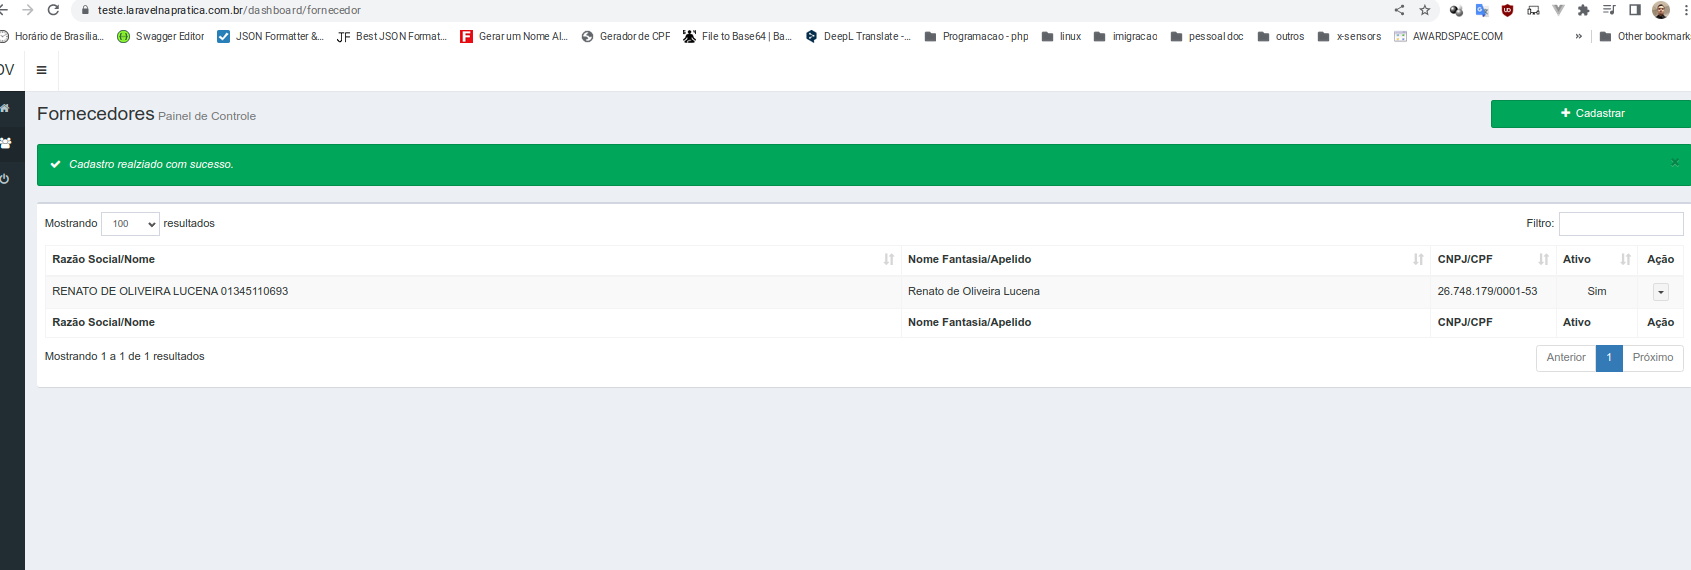 teste.laravelnapratica.com.br/dashboard/fornecedor
Horário de Brasília... Swagger Editor JSON Formatter &... JF Best JSON Format... Gerar um Nome Al... Gerador de CPF File to Base64 | Ba... DeepL Translate -... Programacao - php linux imigracao pessoal doc outros x-sensors AWARDSPACE.COM » Other bookmark
DV
Fornecedores Painel de Controle
Cadastrar
Cadastro realziado com sucesso.
×
Mostrando 100 resultados
Filtro:
Razão Social/Nome Nome Fantasia/Apelido CNPJ/CPF Ativo Ação
RENATO DE OLIVEIRA LUCENA 01345110693 Renato de Oliveira Lucena 26.748.179/0001-53 Sim
Razão Social/Nome Nome Fantasia/Apelido CNPJ/CPF Ativo Ação
Mostrando 1 a 1 de 1 resultados
Anterior 1 Próximo